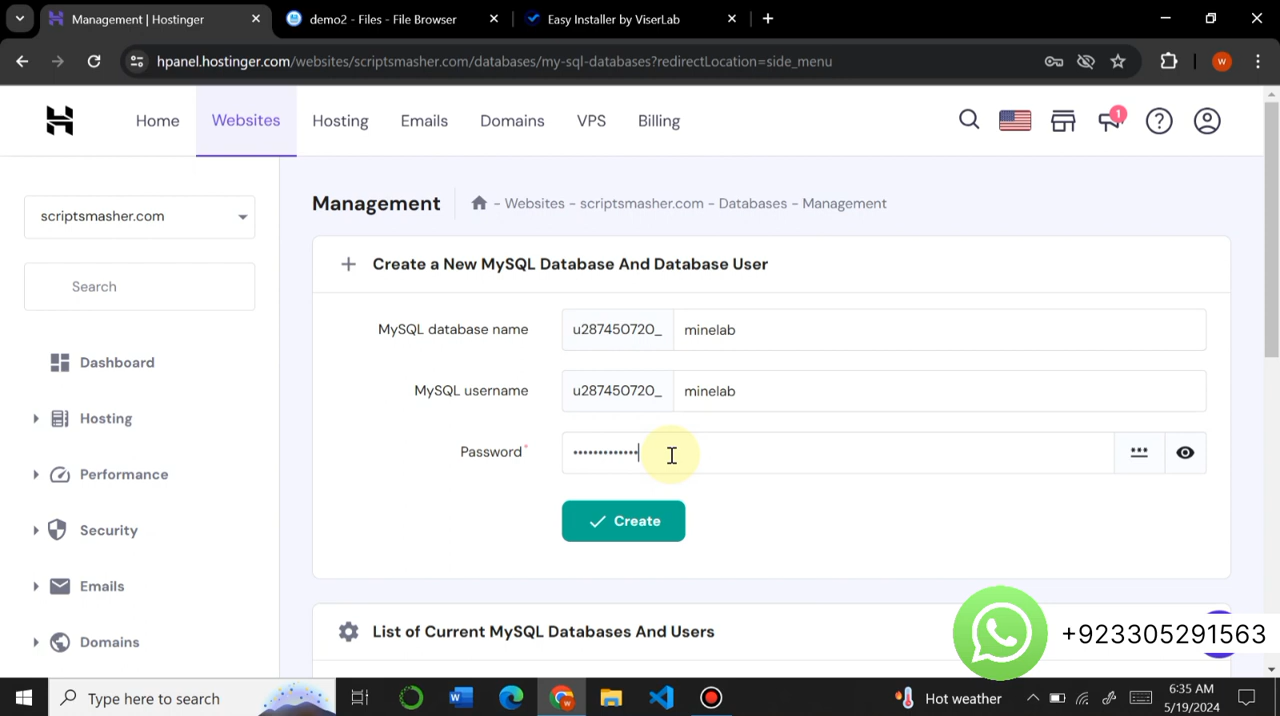 Management | Hostinger
demo2 - Files - File Browser
Easy Installer by ViserLab
hpanel.hostinger.com/websites/scriptsmasher.com/databases/my-sql-databases?redirectLocation=side_menu
W
Home
Websites
Hosting
Emails
Domains
VPS
Billing
1
scriptsmasher.com
Search
Dashboard
Hosting
Performance
Security
Emails
Domains
Management
- Websites - scriptsmasher.com - Databases - Management
Create a New MySQL Database And Database User
MySQL database name
u287450720_ minelab
MySQL username
u287450720_ minelab
Password*
•••••••••••••
Create
List of Current MySQL Databases And Users
+923305291563
Type here to search
Hot weather
6:35 AM
5/19/2024